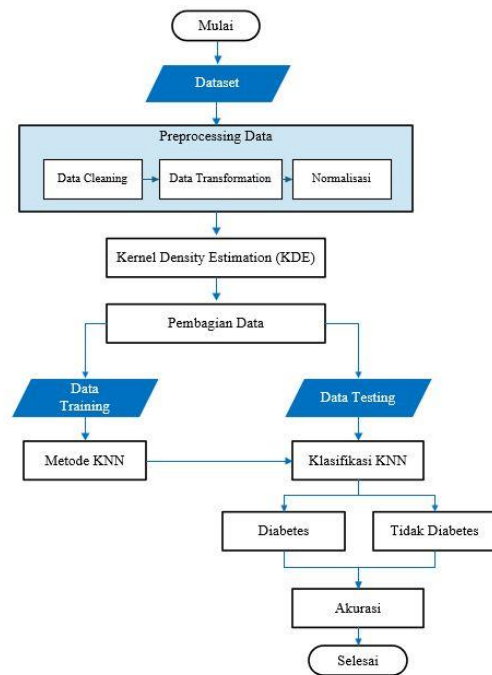 Mulai
Dataset
Preprocessing Data
Data Cleaning
Data Transformation
Normalisasi
Kernel Density Estimation (KDE)
Pembagian Data
Data
Training
Data Testing
Metode KNN
Klasifikasi KNN
Diabetes
Tidak Diabetes
Akurasi
Selesai